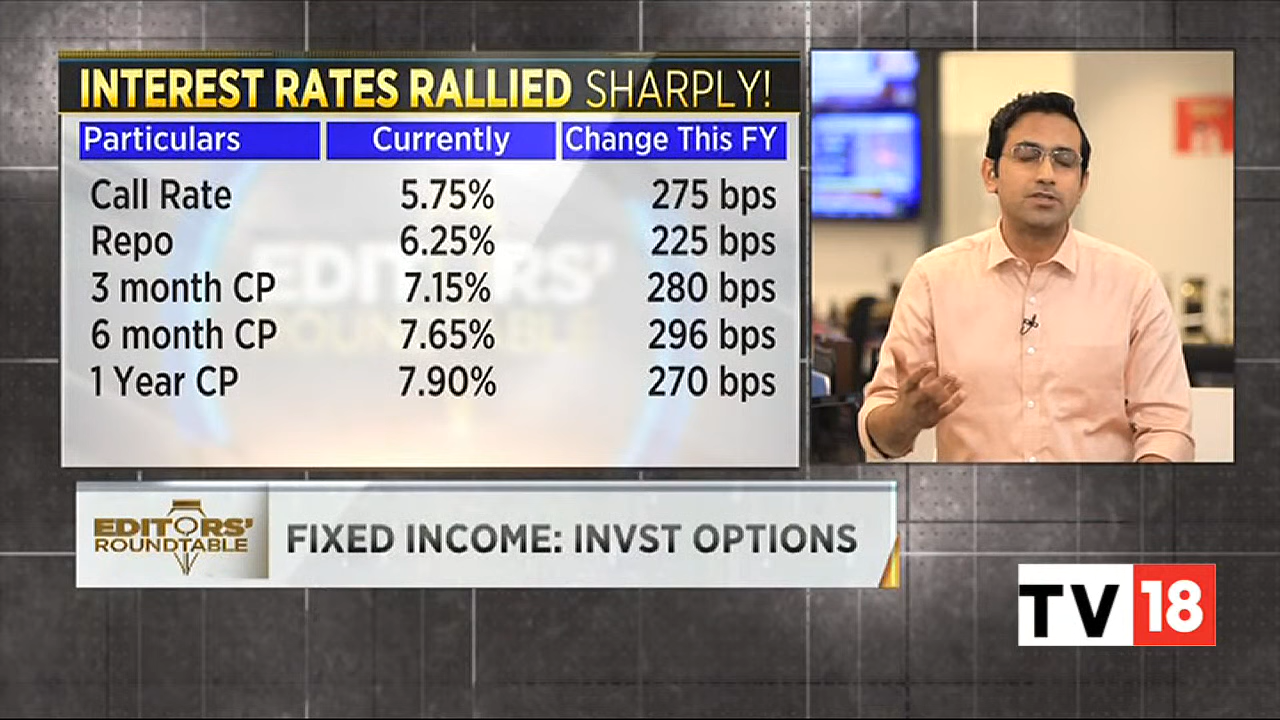 INTEREST RATES RALLIED SHARPLY!
Particulars Currently Change This FY
Call Rate 5.75% 275 bps
Repo 6.25% 225 bps
3 month CP 7.15% 280 bps
6 month CP 7.65% 296 bps
1 Year CP 7.90% 270 bps
EDITORS'
ROUNDTABLE
FIXED INCOME: INVST OPTIONS
TV18